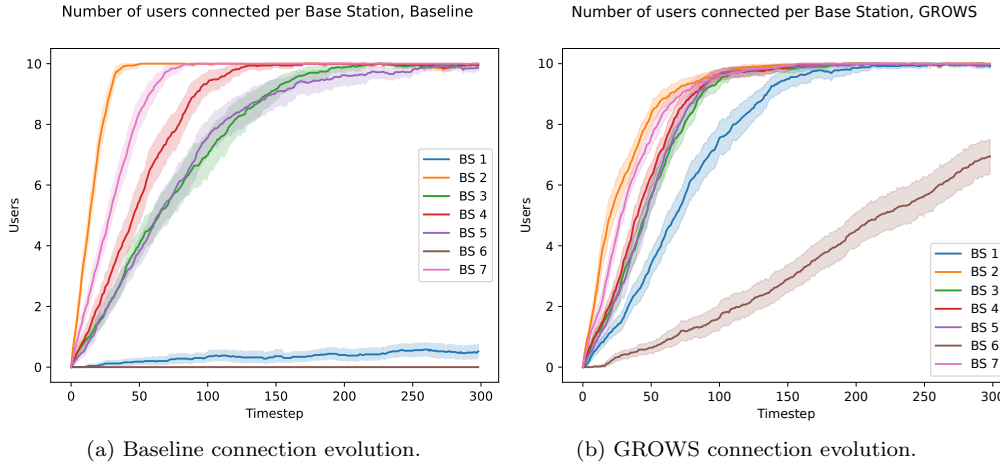 Number of users connected per Base Station, Baseline
10
8
6
4
2
0
Users
BS 1
BS 2
BS 3
BS 4
BS 5
BS 6
BS 7
0 50 100 150 200 250 300
Timestep
(a) Baseline connection evolution.
Number of users connected per Base Station, GROWS
10
8
6
4
2
0
Users
BS 1
BS 2
BS 3
BS 4
BS 5
BS 6
BS 7
0 50 100 150 200 250 300
Timestep
(b) GROWS connection evolution.